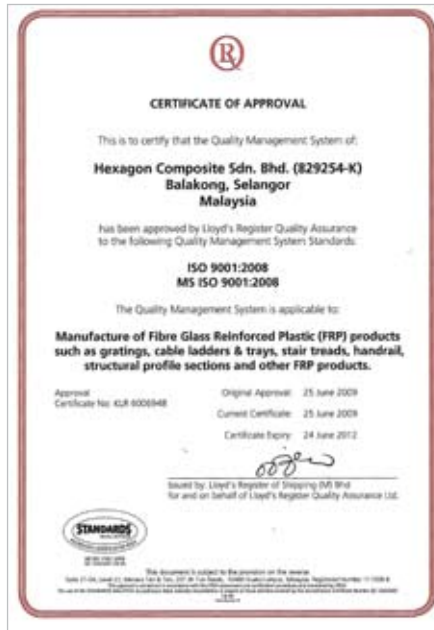 R
CERTIFICATE OF APPROVAL
This is to certify that the Quality Management System of:
Hexagon Composite Sdn. Bhd. (829254-K)
Balakong, Selangor
Malaysia
has been approved by Lloyd's Register Quality Assurance
to the following Quality Management System Standards:
ISO 9001:2008
MS ISO 9001:2008
The Quality Management System is applicable to:
Manufacture of Fibre Glass Reinforced Plastic (FRP) products
such as gratings, cable ladders & trays, stair treads, handrail,
structural profile sections and other FRP products.
Approval
Certificate No: KLR 6006948
Original Approval: 25 June 2009
Current Certificate: 25 June 2009
Certificate Expiry: 24 June 2012
Issued by: Lloyd's Register of Shipping (M) Bhd
for and on behalf of Lloyd's Register Quality Assurance Ltd.
STANDARDS
This document is subject to the provision on the reverse